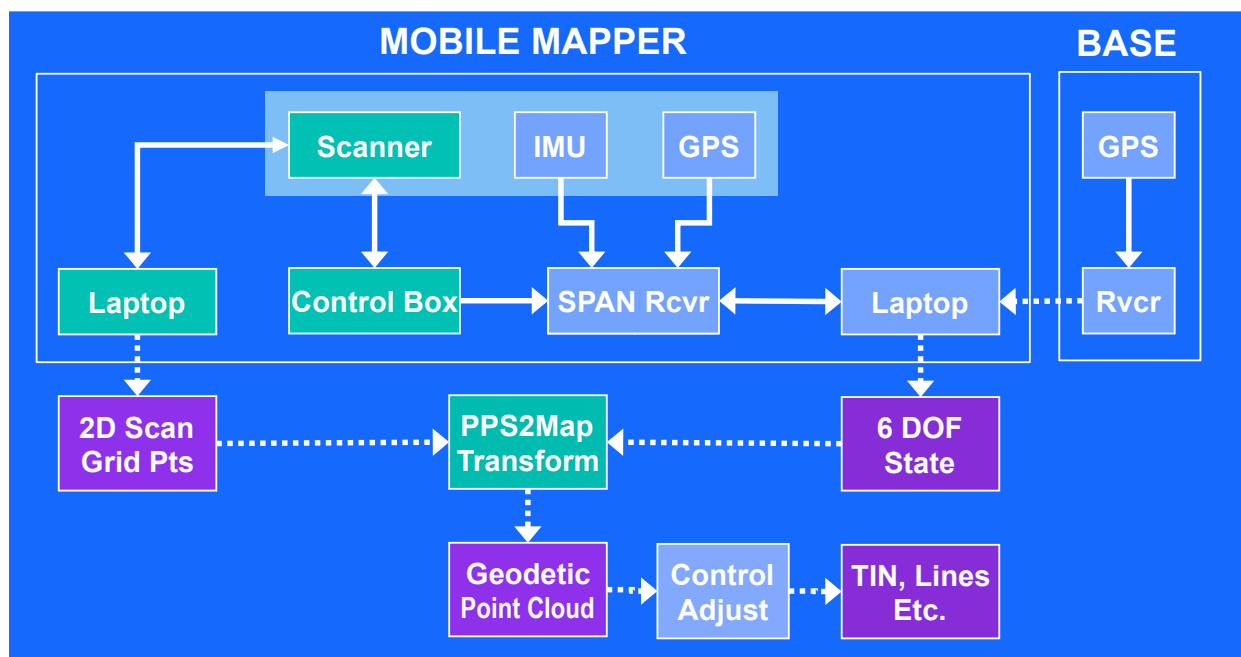 MOBILE MAPPER
BASE
Scanner
IMU
GPS
GPS
Laptop
Control Box
SPAN Rcvr
Laptop
Rvcr
2D Scan
Grid Pts
PPS2Map
Transform
6 DOF
State
Geodetic
Point Cloud
Control
Adjust
TIN, Lines
Etc.